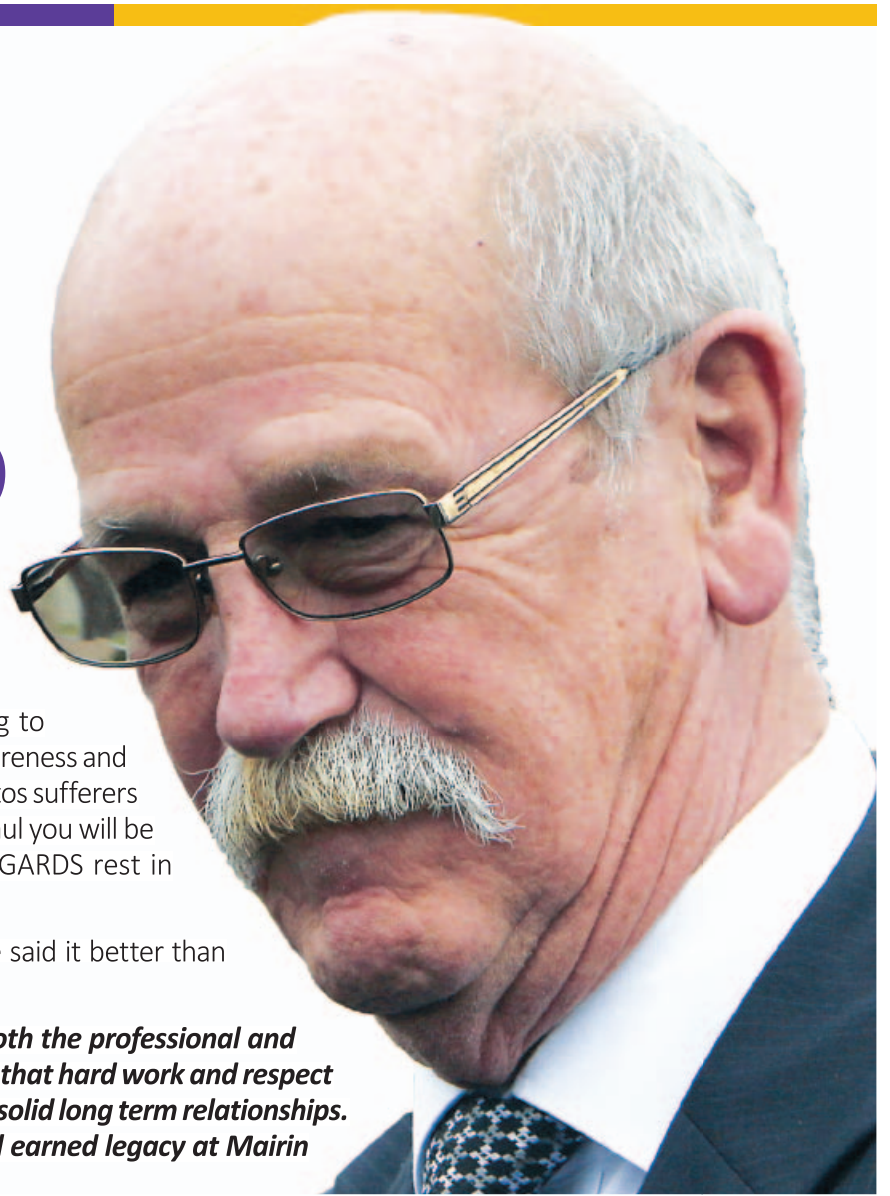 g to
reness and
os sufferers
ul you will be
GARDS rest in
said it better than
oth the professional and
that hard work and respect
solid long term relationships.
earned legacy at Mairin